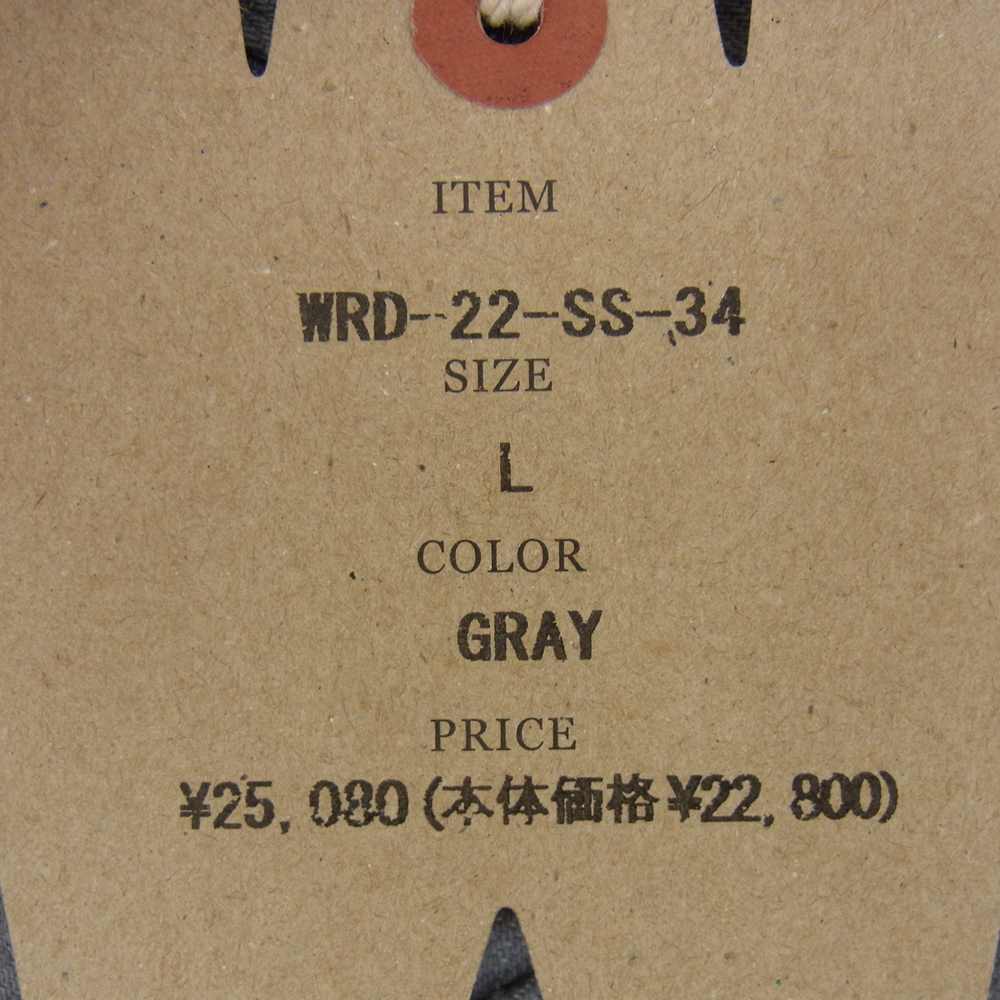 ITEM
WRD-22-SS-34
SIZE
L
COLOR
GRAY
PRICE
¥25,080(本体価格¥22,800)